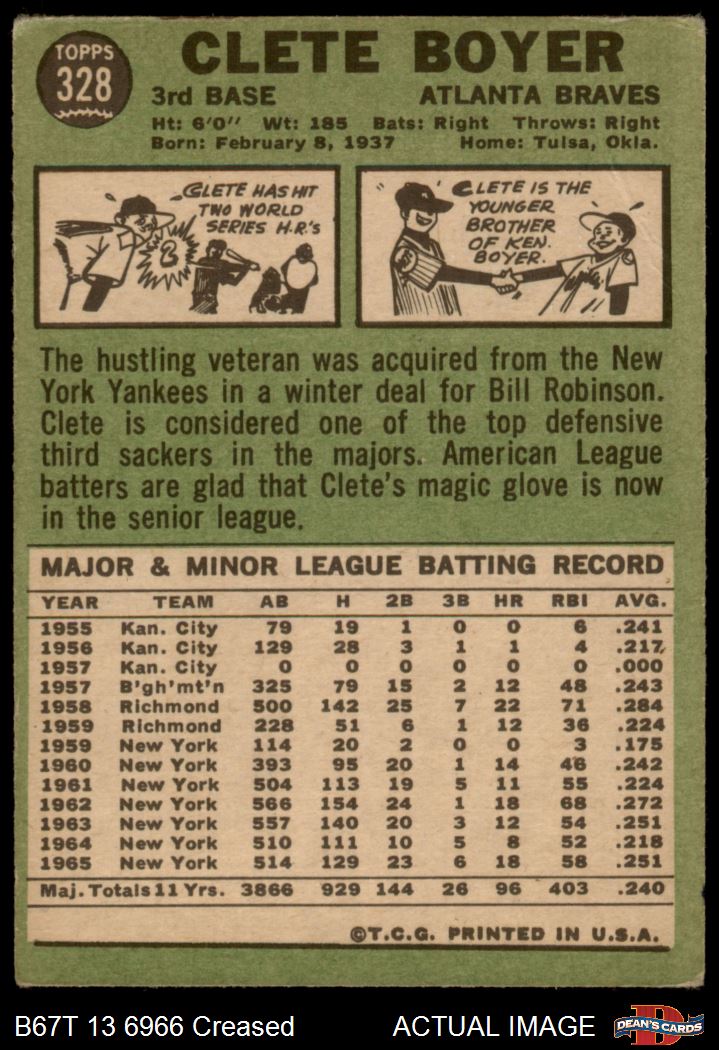 TOPPS
328
CLETE BOYER
3rd BASE ATLANTA BRAVES
Ht: 6'0" Wt: 185 Bats: Right Throws: Right
Born: February 8, 1937 Home: Tulsa, Okla.
CLETE HAS HIT
TWO WORLD
SERIES H.R.'s
2
CLETE IS THE
YOUNGER
BROTHER
OF KEN
BOYER.
The hustling veteran was acquired from the New
York Yankees in a winter deal for Bill Robinson.
Clete is considered one of the top defensive
third sackers in the majors. American League
batters are glad that Clete's magic glove is now
in the senior league.
MAJOR & MINOR LEAGUE BATTING RECORD
YEAR TEAM AB H 2B 3B HR RBI AVG.
1955 Kan. City 79 19 1 0 0 6 .241
1956 Kan. City 129 28 3 1 1 4 .217
1957 Kan. City 0 0 0 0 0 0 .000
1957 B'gh'mt'n 325 79 15 2 12 48 .243
1958 Richmond 500 142 25 7 22 71 .284
1959 Richmond 228 51 6 1 12 36 .224
1959 New York 114 20 2 0 0 3 .175
1960 New York 393 95 20 1 14 46 .242
1961 New York 504 113 19 5 11 55 .224
1962 New York 566 154 24 1 18 68 .272
1963 New York 557 140 20 3 12 54 .251
1964 New York 510 111 10 5 8 52 .218
1965 New York 514 129 23 6 18 58 .251
Maj. Totals 11 Yrs. 3866 929 144 26 96 403 .240
©T.C.G. PRINTED IN U.S.A.
B67T 13 6966 Creased ACTUAL IMAGE
DEAN'S CARDS